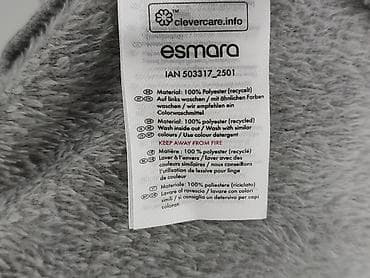 clevercare.info
esmara
IAN 503317_2501
Material: 100% Polyester (recycelt)
Auf links waschen / mit ähnlichen Farben
waschen / wir empfehlen ein
Colorwaschmittel
Material: 100% Polyester (recycled)
Wash inside out / Wash with similar
colours / Use colour detergent
KEEP AWAY FROM FIRE
Matière : 100 % polyester (recyclé)
Laver à l'envers / laver avec des
couleurs similaires / nous conseillons
l'utilisation de lessive pour linge
de couleur
Materiale: 100% poliestere (riciclato)
Lavare al rovescio / lavare con colori
simili / si consiglia un detersivo per capi
colorati